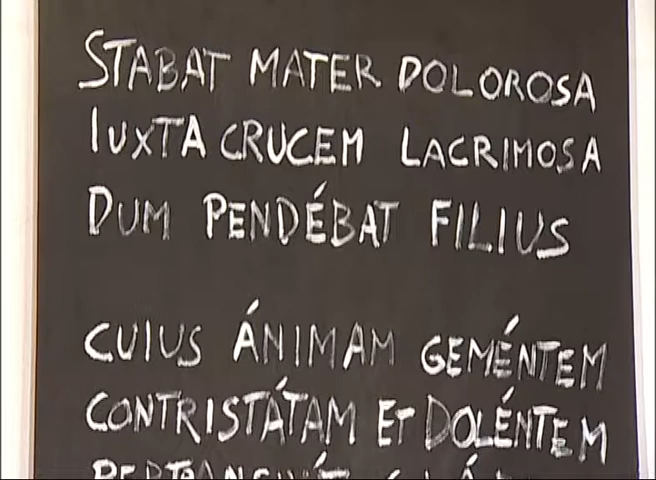 STABAT MATER DOLOROSA
IUXTA CRUCEM LACRIMOSA
DUM PENDÉBAT FILIUS
CUIUS ÁNIMAM GEMÉNTEM
CONTRISTÁTAM ET DOLÉNTEM